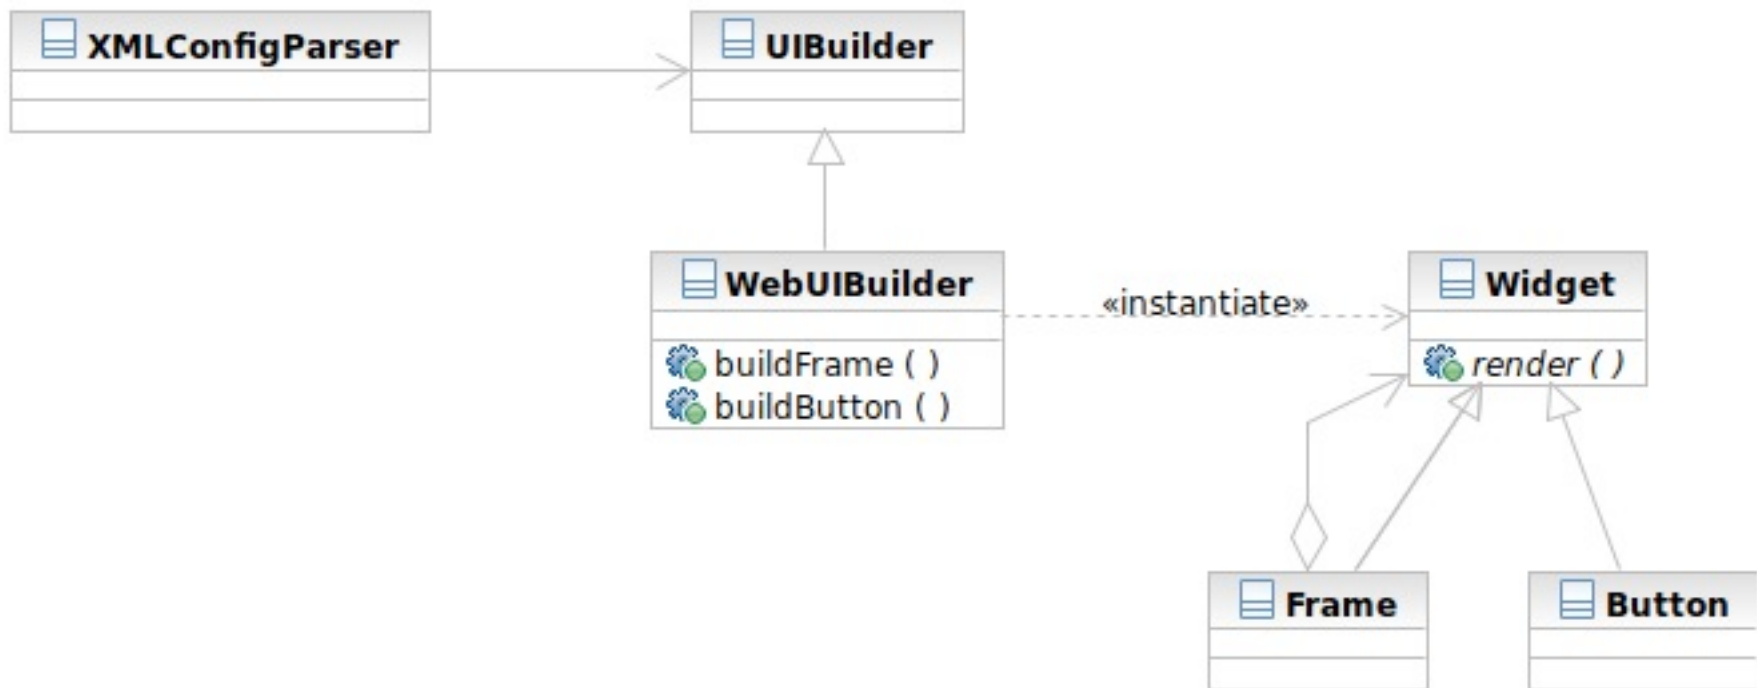 XMLConfigParser
UIBuilder
WebUIBuilder
buildFrame ( )
buildButton ( )
«instantiate»
Widget
render ( )
Frame
Button